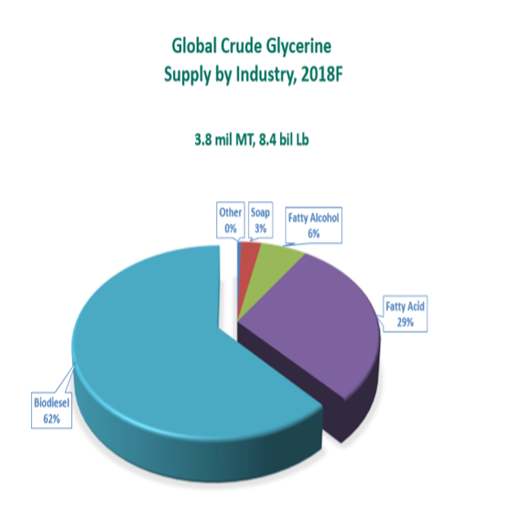 Global Crude Glycerine
Supply by Industry, 2018F
3.8 mil MT, 8.4 bil Lb
Other
0%
Soap
3%
Fatty Alcohol
6%
Fatty Acid
29%
Biodiesel
62%